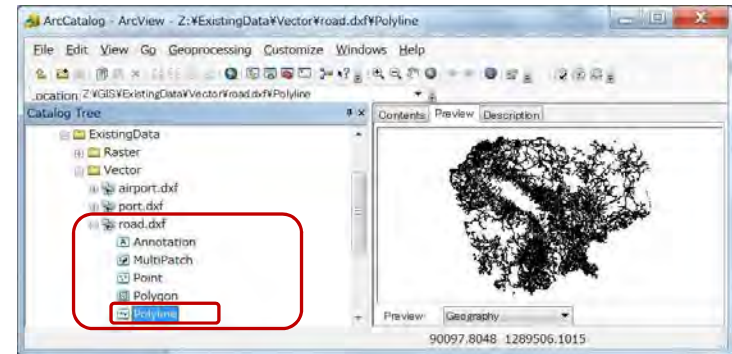 ArcCatalog - ArcView - Z:¥ExistingData¥Vector¥road.dxf¥Polyline
File Edit View Go Geoprocessing Customize Windows Help
Location: Z:¥GIS¥ExistingData¥Vector¥road.dxf¥Polyline
Catalog Tree
Contents Preview Description
ExistingData
Raster
Vector
airport.dxf
port.dxf
road.dxf
Annotation
MultiPatch
Point
Polygon
Polyline
Preview: Geography
90097.8048 1289506.1015